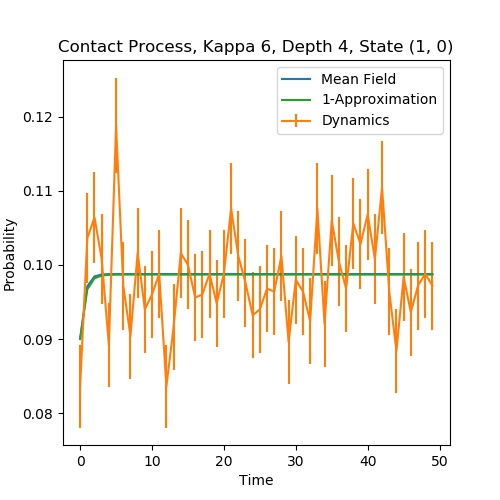 Contact Process, Kappa 6, Depth 4, State (1, 0)
Mean Field
1-Approximation
Dynamics
0.12
0.11
0.10
0.09
0.08
Probability
0 10 20 30 40 50
Time